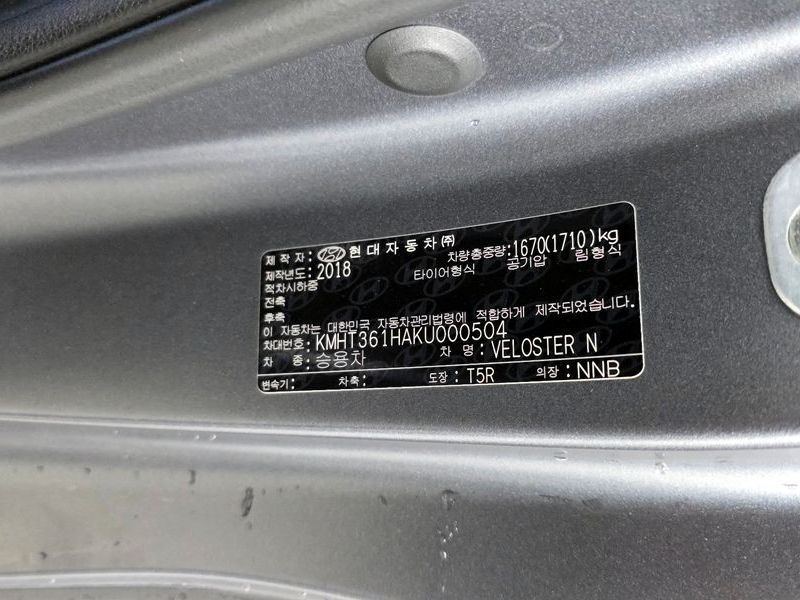 제작자: 현대자동차㈜ 차량총중량:1670(1710)kg
제작년도: 2018 타이어형식 공기압 림형식
적차시하중
전축
후축
이 자동차는 대한민국 자동차관리법령에 적합하게 제작되었습니다.
차대번호: KMHT361HAKU000504
차 종: 승용차 차 명: VELOSTER N
변속기: 차축: 도장: T5R 의장: NNB